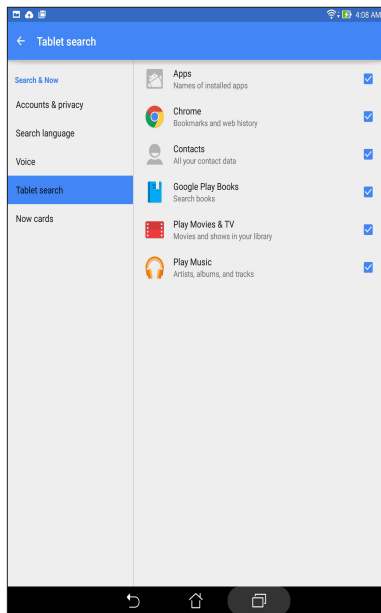 4:08 AM
Tablet search
Search & Now
Accounts & privacy
Search language
Voice
Tablet search
Now cards
Apps
Names of installed apps
Chrome
Bookmarks and web history
Contacts
All your contact data
Google Play Books
Search books
Play Movies & TV
Movies and shows in your library
Play Music
Artists, albums, and tracks